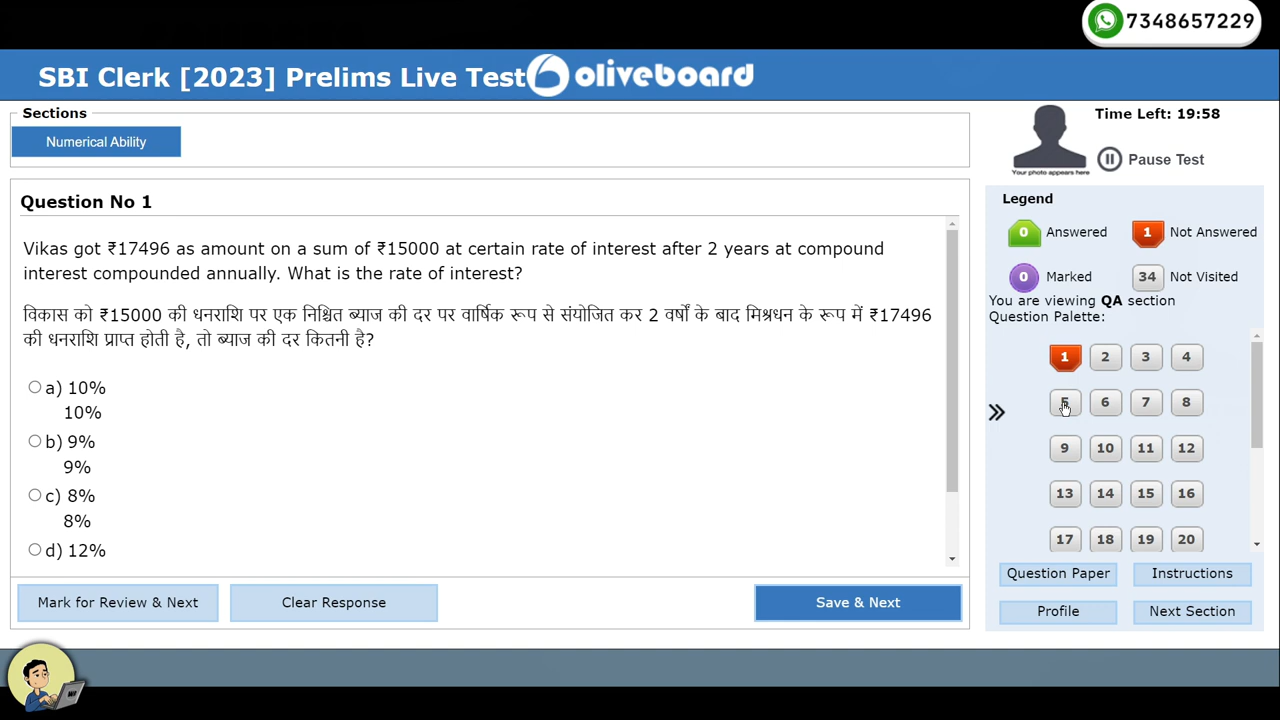 7348657229
SBI Clerk [2023] Prelims Live Test oliveboard
Sections
Numerical Ability
Time Left: 19:58
Your photo appears here
Pause Test
Question No 1
Vikas got ₹17496 as amount on a sum of ₹15000 at certain rate of interest after 2 years at compound
interest compounded annually. What is the rate of interest?
विकास को ₹15000 की धनराशि पर एक निश्चित ब्याज की दर पर वार्षिक रूप से संयोजित कर 2 वर्षों के बाद मिश्रधन के रूप में ₹17496
की धनराशि प्राप्त होती है, तो ब्याज की दर कितनी है?
a) 10%
10%
b) 9%
9%
c) 8%
8%
d) 12%
Mark for Review & Next
Clear Response
Save & Next
Legend
0 Answered 1 Not Answered
0 Marked 34 Not Visited
You are viewing QA section
Question Palette:
1 2 3 4
5 6 7 8
9 10 11 12
13 14 15 16
17 18 19 20
Question Paper Instructions
Profile Next Section